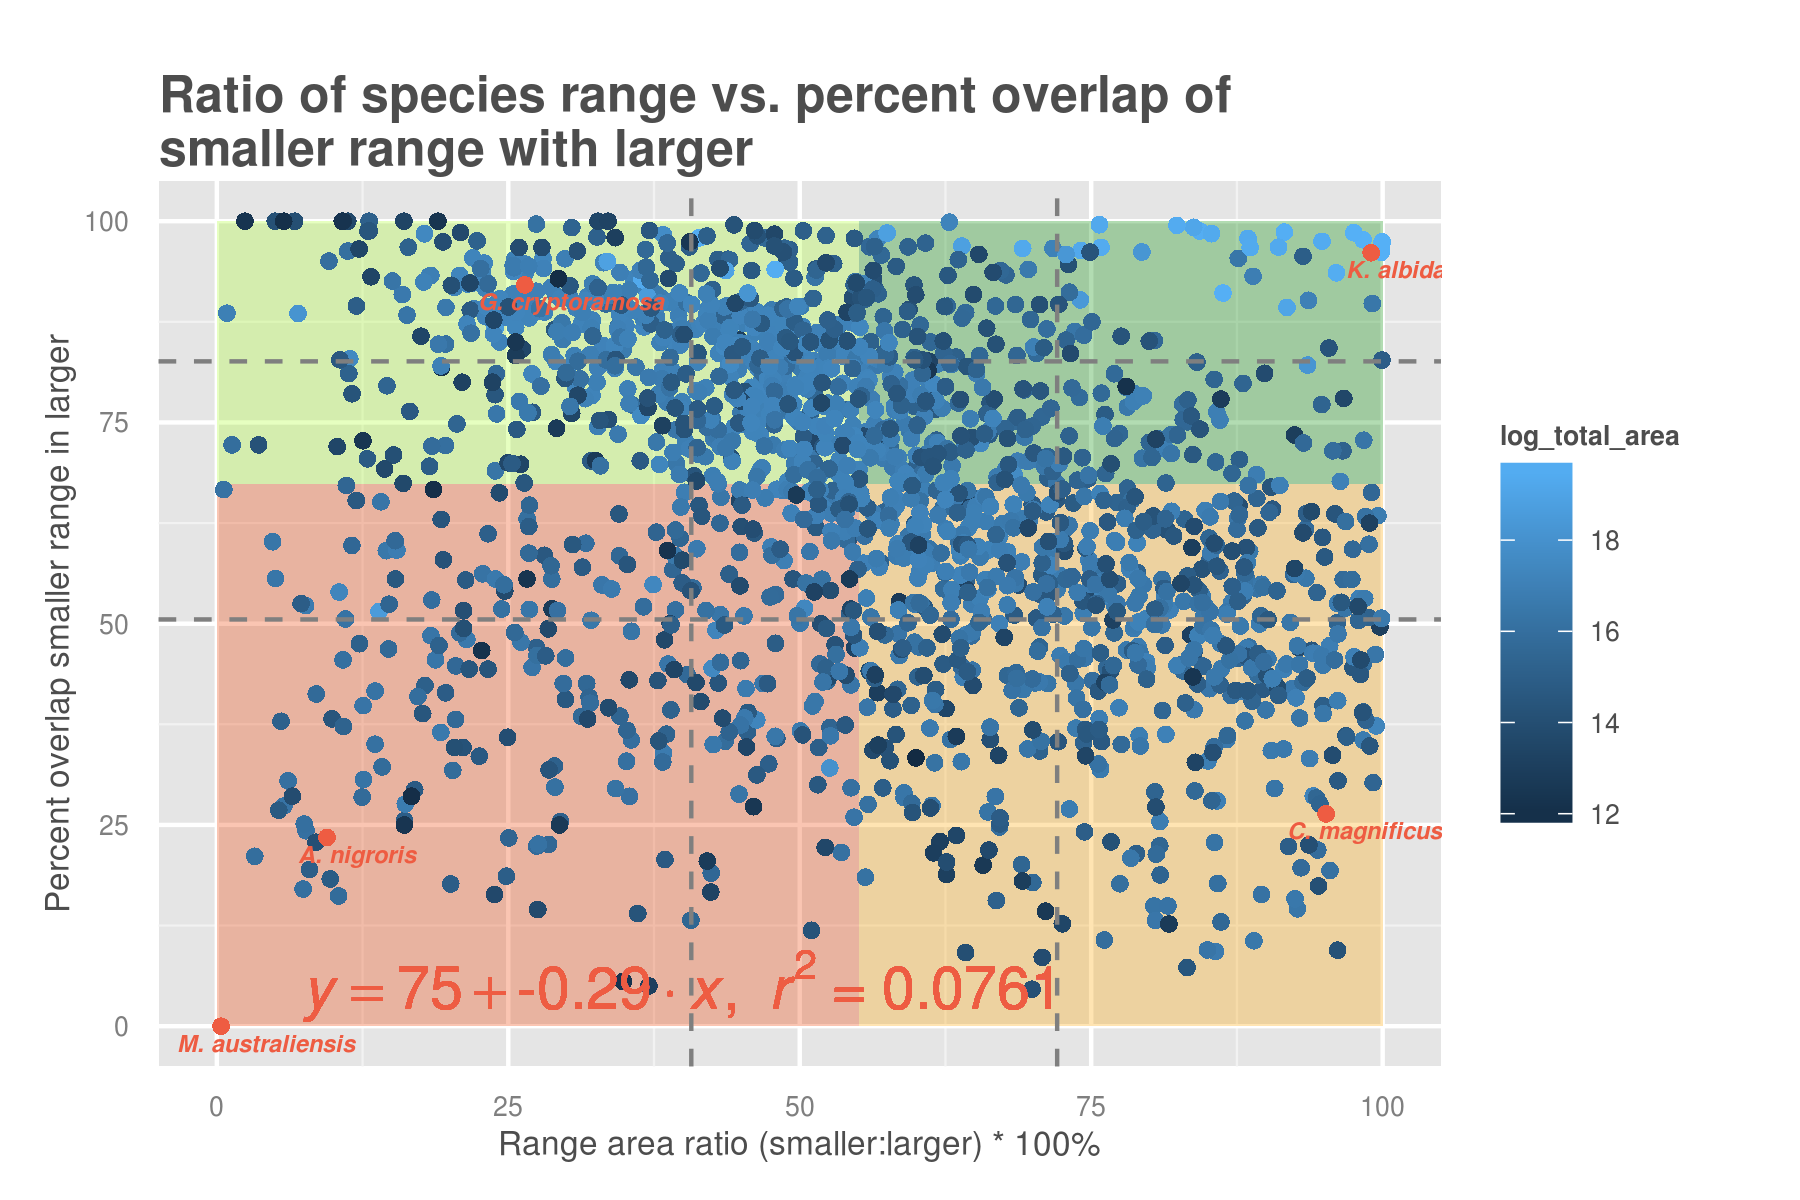 Ratio of species range vs. percent overlap of
smaller range with larger
Percent overlap smaller range in larger
100
75
50
25
0
K. albida
G. cryptoramosa
C. magnificus
A. nigroris
y = 75 + -0.29 · x, r² = 0.0761
M. australiensis
0 25 50 75 100
Range area ratio (smaller:larger) * 100%
log_total_area
18
16
14
12